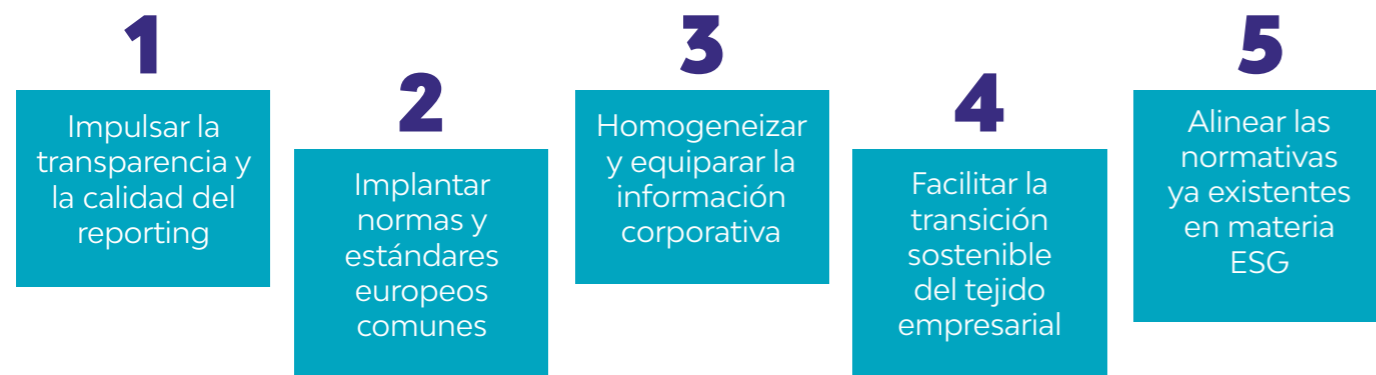 1
Impulsar la
transparencia y
la calidad del
reporting
2
Implantar
normas y
estándares
europeos
comunes
3
Homogeneizar
y equiparar la
información
corporativa
4
Facilitar la
transición
sostenible
del tejido
empresarial
5
Alinear las
normativas
ya existentes
en materia
ESG